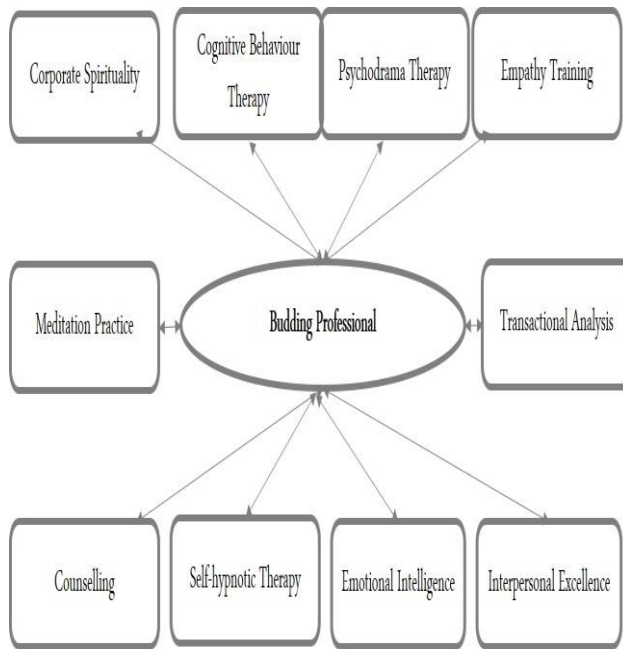 Corporate Spirituality
Cognitive Behaviour
Therapy
Psychodrama Therapy
Empathy Training
Meditation Practice
Budding Professional
Transactional Analysis
Counselling
Self-hypnotic Therapy
Emotional Intelligence
Interpersonal Excellence